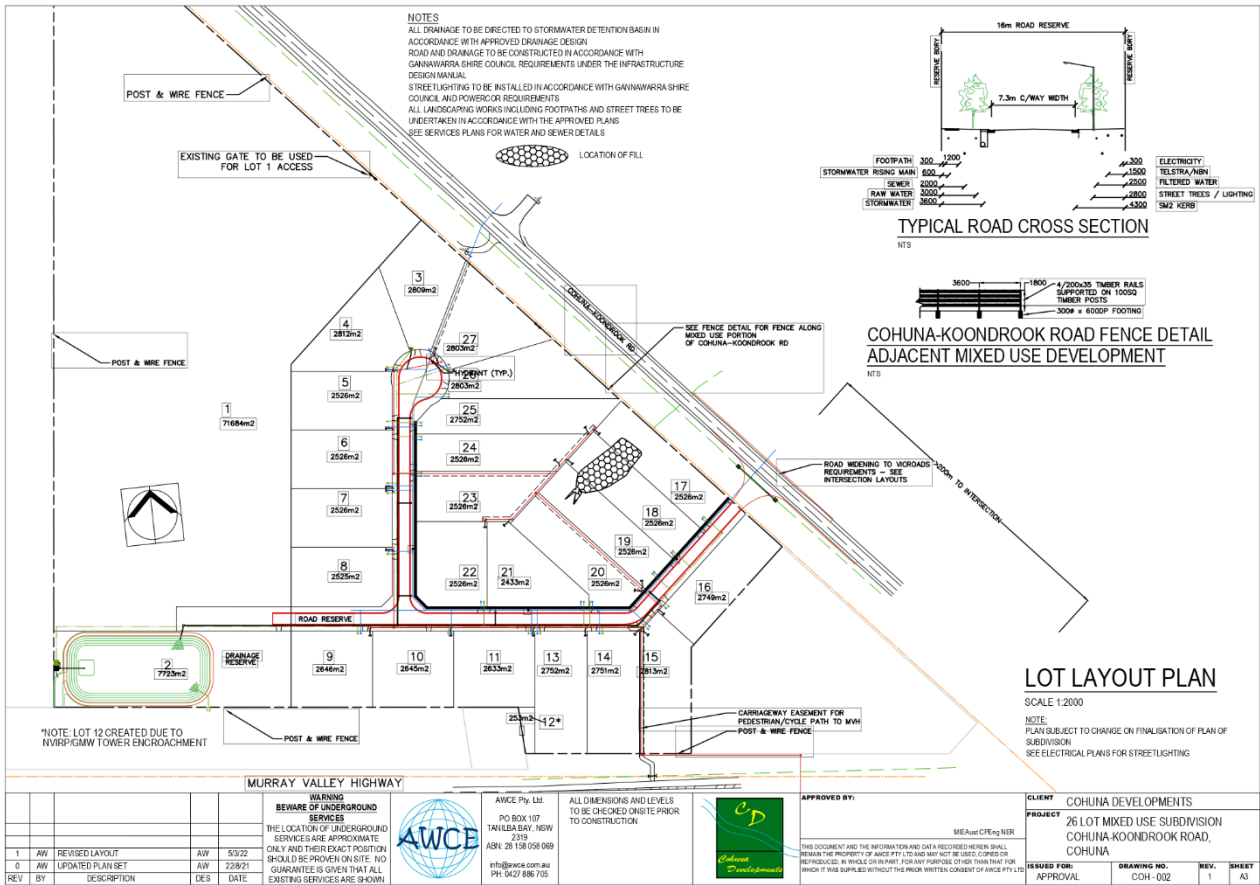 NOTES
ALL DRAINAGE TO BE DIRECTED TO STORMWATER DETENTION BASIN IN
ACCORDANCE WITH APPROVED DRAINAGE DESIGN
ROAD AND DRAINAGE TO BE CONSTRUCTED IN ACCORDANCE WITH
GANNAWARRA SHIRE COUNCIL REQUIREMENTS UNDER THE INFRASTRUCTURE
DESIGN MANUAL
STREETLIGHTING TO BE INSTALLED IN ACCORDANCE WITH GANNAWARRA SHIRE
COUNCIL AND POWERCOR REQUIREMENTS
ALL LANDSCAPING WORKS INCLUDING FOOTPATHS AND STREET TREES TO BE
UNDERTAKEN IN ACCORDANCE WITH THE APPROVED PLANS
SEE SERVICES PLANS FOR WATER AND SEWER DETAILS
LOCATION OF FILL
POST & WIRE FENCE
EXISTING GATE TO BE USED
FOR LOT 1 ACCESS
16m ROAD RESERVE
RESERVE BDRY
RESERVE BDRY
7.3m C/WAY WIDTH
FOOTPATH 300 1200
STORMWATER RISING MAIN 600
SEWER 2000
RAW WATER 3000
STORMWATER 3600
300 ELECTRICITY
1500 TELSTRA/NBN
2500 FILTERED WATER
2800 STREET TREES / LIGHTING
4300 SM2 KERB
TYPICAL ROAD CROSS SECTION
NTS
3600 1800
4/200x35 TIMBER RAILS
SUPPORTED ON 100SQ
TIMBER POSTS
300Ø x 600DP FOOTING
COHUNA-KOONDROOK ROAD FENCE DETAIL
ADJACENT MIXED USE DEVELOPMENT
NTS
COHUNA-KOONDROOK RD
SEE FENCE DETAIL FOR FENCE ALONG
MIXED USE PORTION
OF COHUNA-KOONDROOK RD
ROAD WIDENING TO VICROADS
REQUIREMENTS - SEE
INTERSECTION LAYOUTS
>200m TO INTERSECTION
POST & WIRE FENCE
1
71684m2
3
2809m2
4
2812m2
5
2526m2
6
2526m2
7
2526m2
8
2525m2
27
2803m2
HYDRANT (TYP.)
26
2803m2
25
2752m2
24
2526m2
23
2526m2
22
2526m2
21
2433m2
20
2526m2
19
2526m2
18
2526m2
17
2526m2
16
2749m2
ROAD RESERVE
DRAINAGE
RESERVE
2
7723m2
9
2646m2
10
2645m2
11
2633m2
13
2752m2
14
2751m2
15
2813m2
253m2
12*
*NOTE: LOT 12 CREATED DUE TO
NVIRP/GMW TOWER ENCROACHMENT
POST & WIRE FENCE
CARRIAGEWAY EASEMENT FOR
PEDESTRIAN/CYCLE PATH TO MVH
POST & WIRE FENCE
MURRAY VALLEY HIGHWAY
LOT LAYOUT PLAN
SCALE 1:2000
NOTE:
PLAN SUBJECT TO CHANGE ON FINALISATION OF PLAN OF
SUBDIVISION
SEE ELECTRICAL PLANS FOR STREETLIGHTING
1 AW REVISED LAYOUT AW 5/3/22
0 AW UPDATED PLAN SET AW 22/8/21
REV BY DESCRIPTION DES DATE
WARNING
BEWARE OF UNDERGROUND
SERVICES
THE LOCATION OF UNDERGROUND
SERVICES ARE APPROXIMATE
ONLY AND THEIR EXACT POSITION
SHOULD BE PROVEN ON SITE. NO
GUARANTEE IS GIVEN THAT ALL
EXISTING SERVICES ARE SHOWN
AWCE
AWCE Pty. Ltd.
PO BOX 107
TANILBA BAY, NSW
2319
ABN: 28 158 058 069
info@awce.com.au
PH: 0427 886 705
ALL DIMENSIONS AND LEVELS
TO BE CHECKED ONSITE PRIOR
TO CONSTRUCTION
CD
Cohuna
Developments
APPROVED BY:
MIEAust CPEng NER
THIS DOCUMENT AND THE INFORMATION AND DATA RECORDED HEREIN SHALL
REMAIN THE PROPERTY OF AWCE PTY LTD AND MAY NOT BE USED, COPIED OR
REPRODUCED, IN WHOLE OR IN PART, FOR ANY PURPOSE OTHER THAN THAT FOR
WHICH IT WAS SUPPLIED WITHOUT THE PRIOR WRITTEN CONSENT OF AWCE PTY LTD
CLIENT COHUNA DEVELOPMENTS
PROJECT 26 LOT MIXED USE SUBDIVISION
COHUNA-KOONDROOK ROAD,
COHUNA
ISSUED FOR: APPROVAL
DRAWING NO. COH - 002
REV. 1
SHEET A3